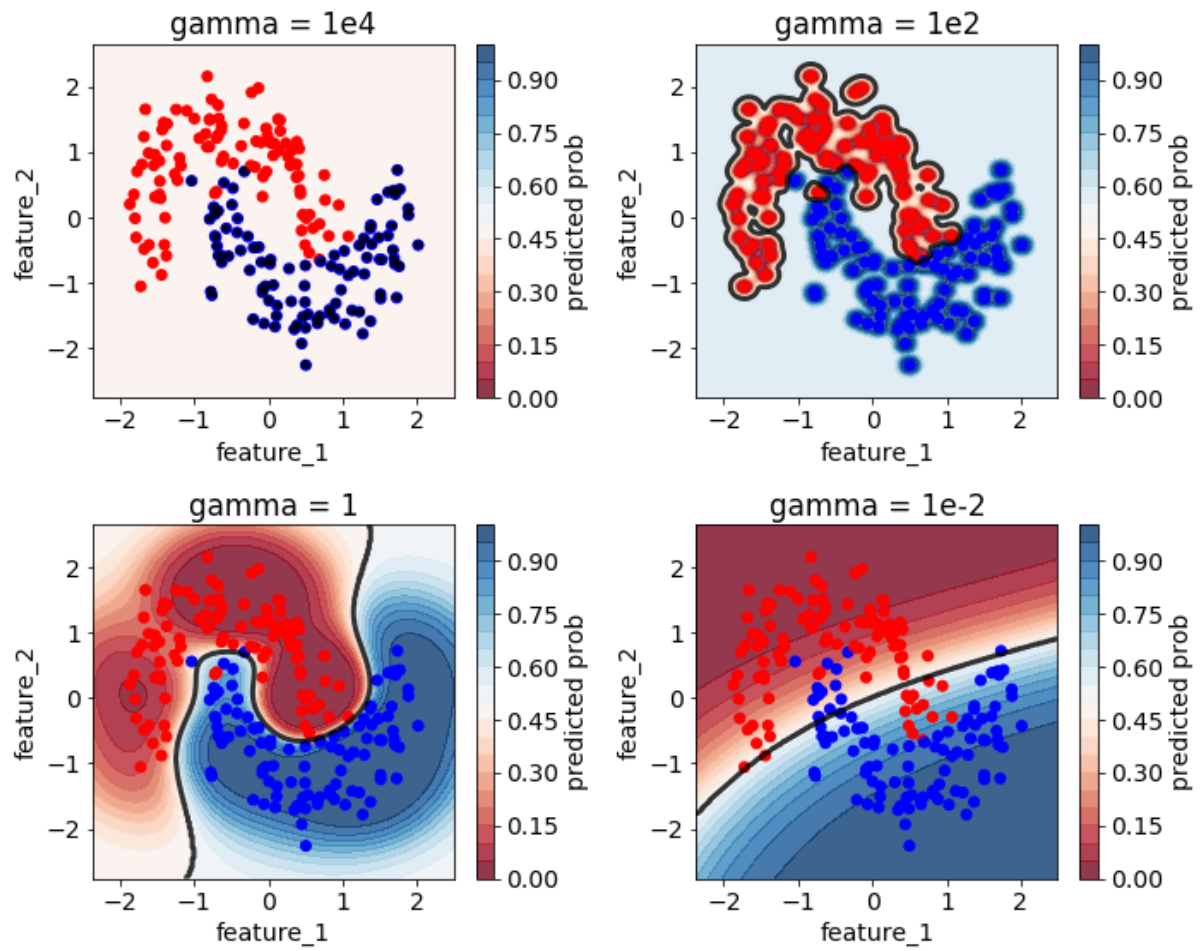 gamma = 1e4
2
1
0
−1
−2
feature_2
−2 −1 0 1 2
feature_1
0.90
0.75
0.60
0.45
0.30
0.15
0.00
predicted prob
gamma = 1e2
2
1
0
−1
−2
feature_2
−2 −1 0 1 2
feature_1
0.90
0.75
0.60
0.45
0.30
0.15
0.00
predicted prob
gamma = 1
2
1
0
−1
−2
feature_2
−2 −1 0 1 2
feature_1
0.90
0.75
0.60
0.45
0.30
0.15
0.00
predicted prob
gamma = 1e-2
2
1
0
−1
−2
feature_2
−2 −1 0 1 2
feature_1
0.90
0.75
0.60
0.45
0.30
0.15
0.00
predicted prob